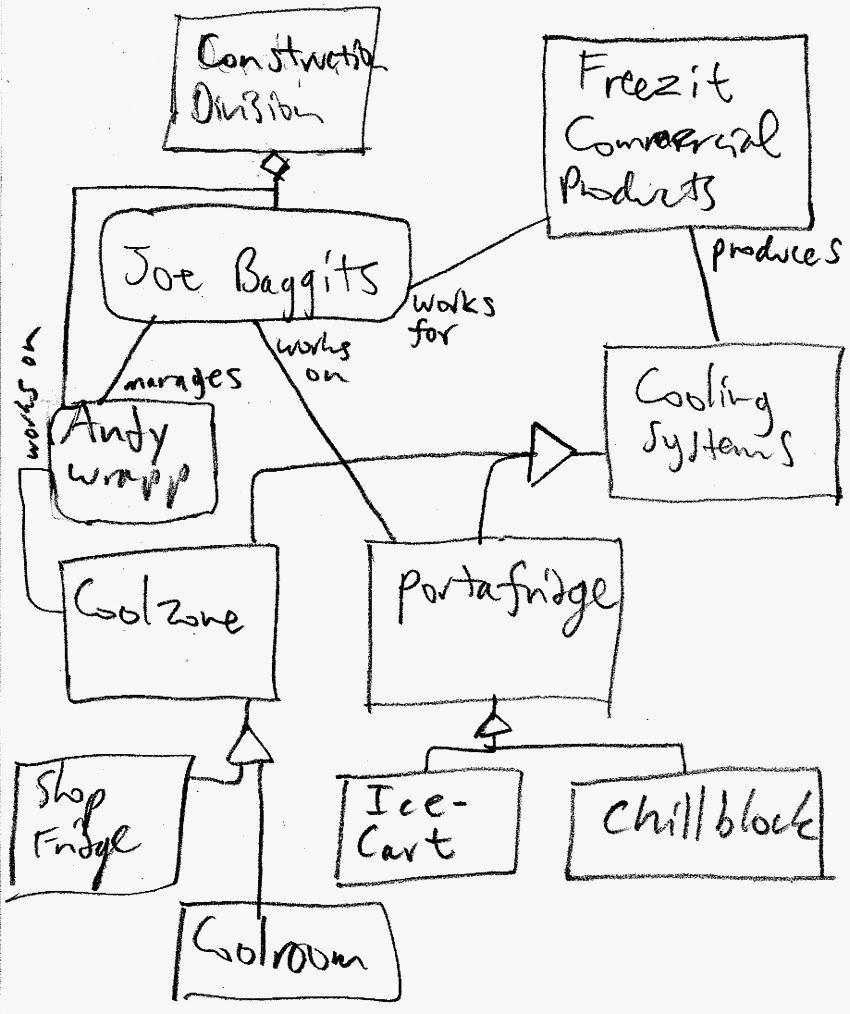 Construction
Division
Freezit
Commercial
Products
produces
Joe Baggits
works
for
works
on
manages
works on
Andy
Wrapp
Cooling
Systems
Coolzone
Portafridge
Shop
Fridge
Ice-
Cart
Chillblock
Coolroom